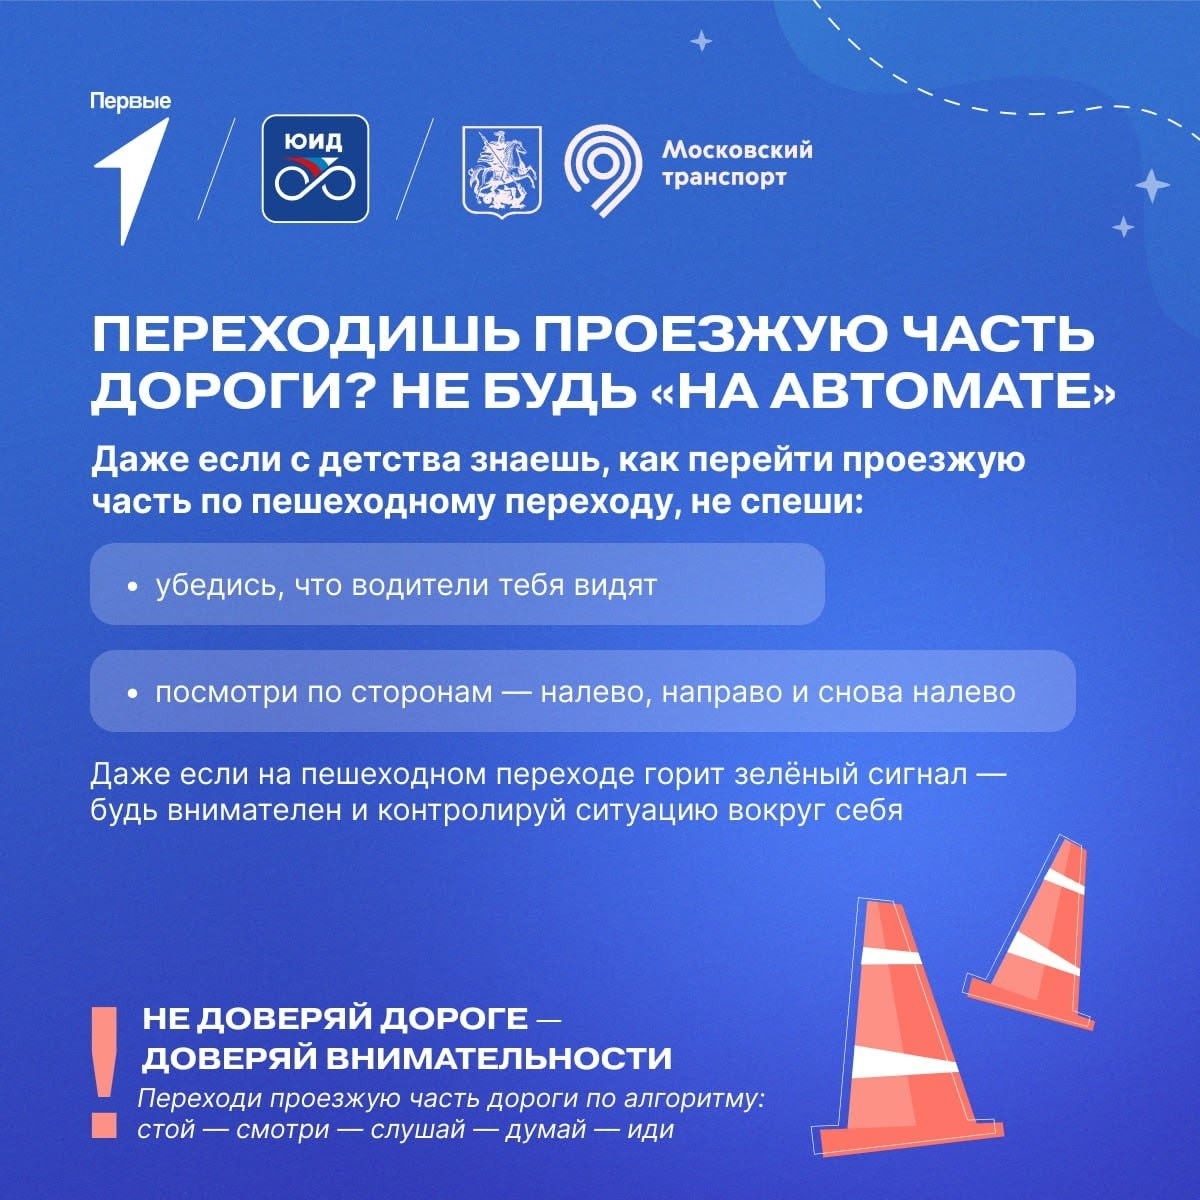 Первые
ЮИД
Московский
транспорт
ПЕРЕХОДИШЬ ПРОЕЗЖУЮ ЧАСТЬ
ДОРОГИ? НЕ БУДЬ «НА АВТОМАТЕ»
Даже если с детства знаешь, как перейти проезжую
часть по пешеходному переходу, не спеши:
• убедись, что водители тебя видят
• посмотри по сторонам — налево, направо и снова налево
Даже если на пешеходном переходе горит зелёный сигнал —
будь внимателен и контролируй ситуацию вокруг себя
! НЕ ДОВЕРЯЙ ДОРОГЕ —
ДОВЕРЯЙ ВНИМАТЕЛЬНОСТИ
Переходи проезжую часть дороги по алгоритму:
стой — смотри — слушай — думай — иди